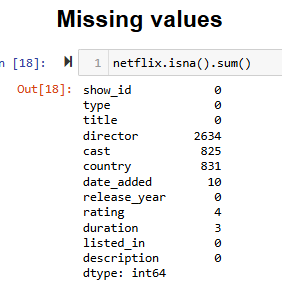 Missing values
n [18]: 1 netflix.isna().sum()
Out[18]: show_id 0
type 0
title 0
director 2634
cast 825
country 831
date_added 10
release_year 0
rating 4
duration 3
listed_in 0
description 0
dtype: int64